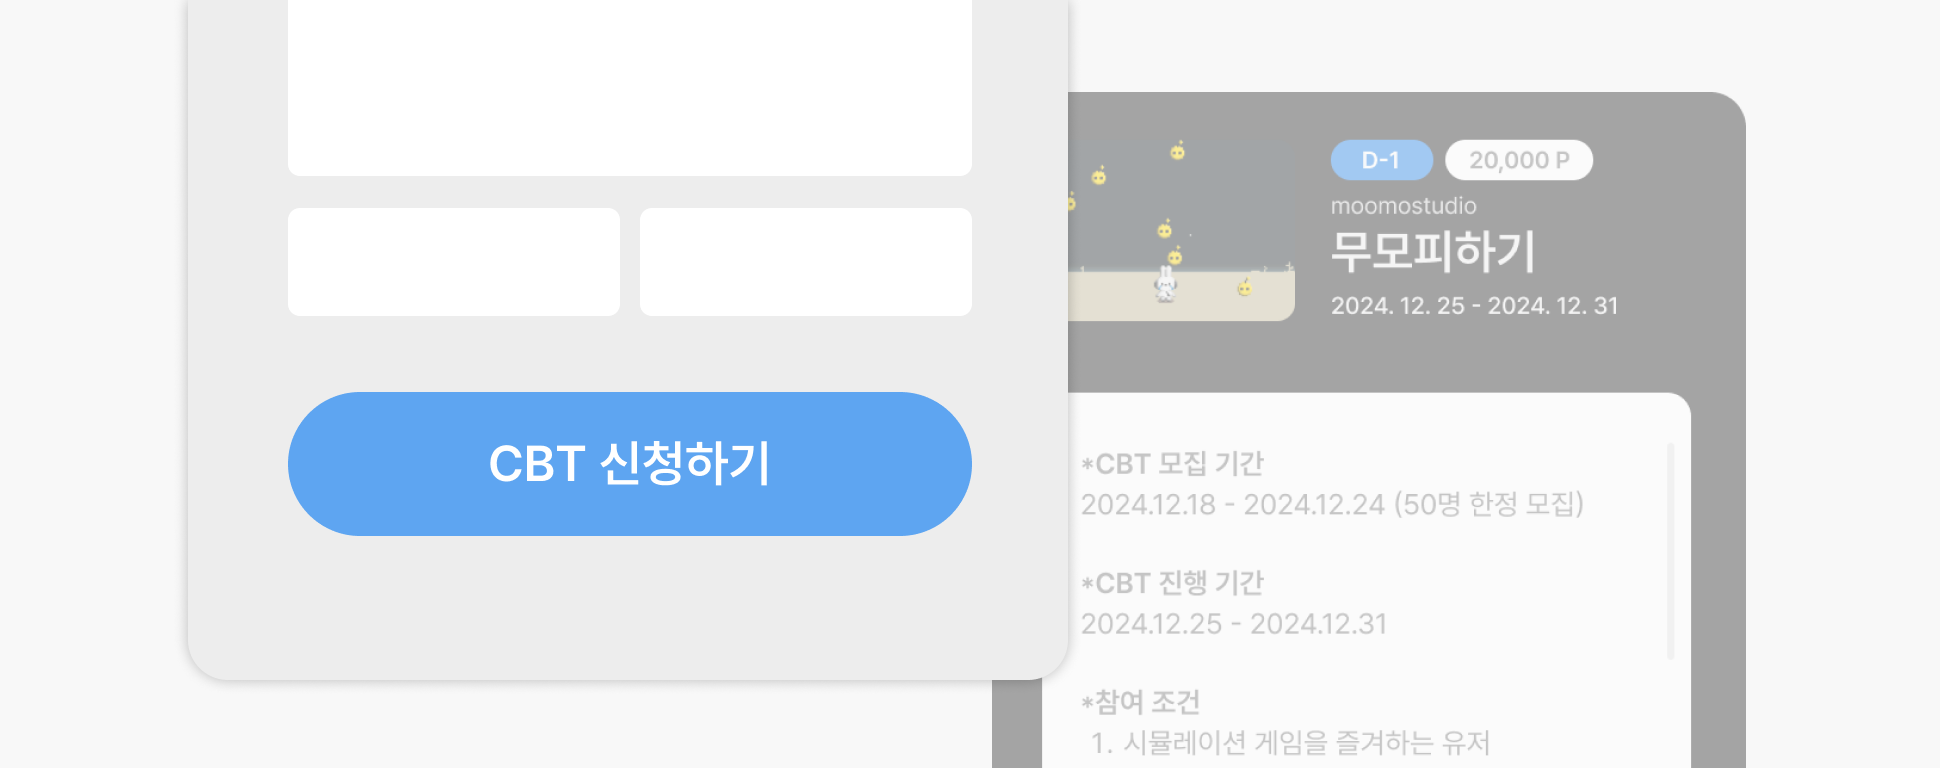 CBT 신청하기
D-1
20,000 P
moomostudio
무모피하기
2024. 12. 25 - 2024. 12. 31
*CBT 모집 기간
2024.12.18 - 2024.12.24 (50명 한정 모집)
*CBT 진행 기간
2024.12.25 - 2024.12.31
*참여 조건
1. 시뮬레이션 게임을 즐겨하는 유저